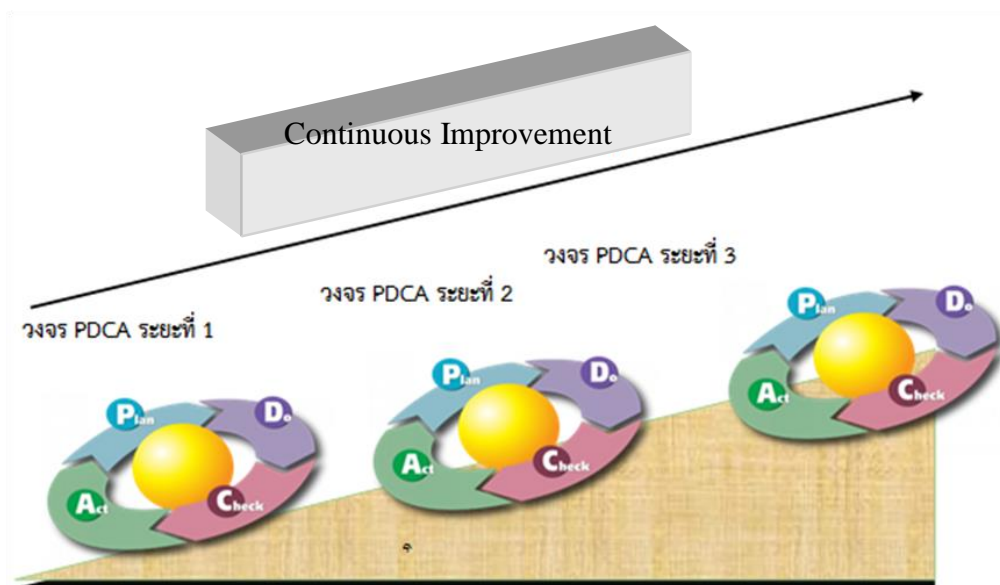 Continuous Improvement
วงจร PDCA ระยะที่ 3
วงจร PDCA ระยะที่ 2
วงจร PDCA ระยะที่ 1
Plan
Do
Check
Act
Plan
Do
Check
Act
Plan
Do
Check
Act